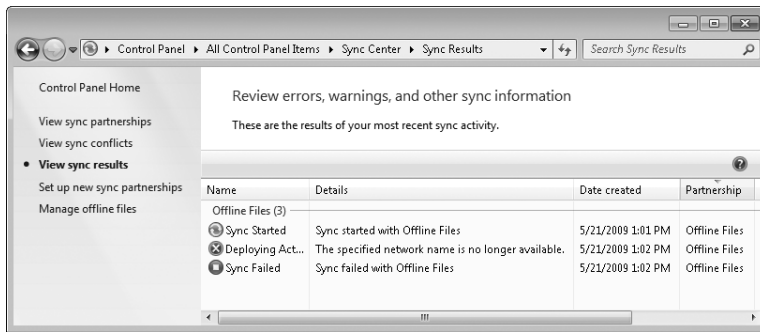 Control Panel ▸ All Control Panel Items ▸ Sync Center ▸ Sync Results
Search Sync Results
Control Panel Home
View sync partnerships
View sync conflicts
• View sync results
Set up new sync partnerships
Manage offline files
Review errors, warnings, and other sync information
These are the results of your most recent sync activity.
Name Details Date created Partnership
Offline Files (3)
Sync Started Sync started with Offline Files 5/21/2009 1:01 PM Offline Files
Deploying Act... The specified network name is no longer available. 5/21/2009 1:02 PM Offline Files
Sync Failed Sync failed with Offline Files 5/21/2009 1:02 PM Offline Files